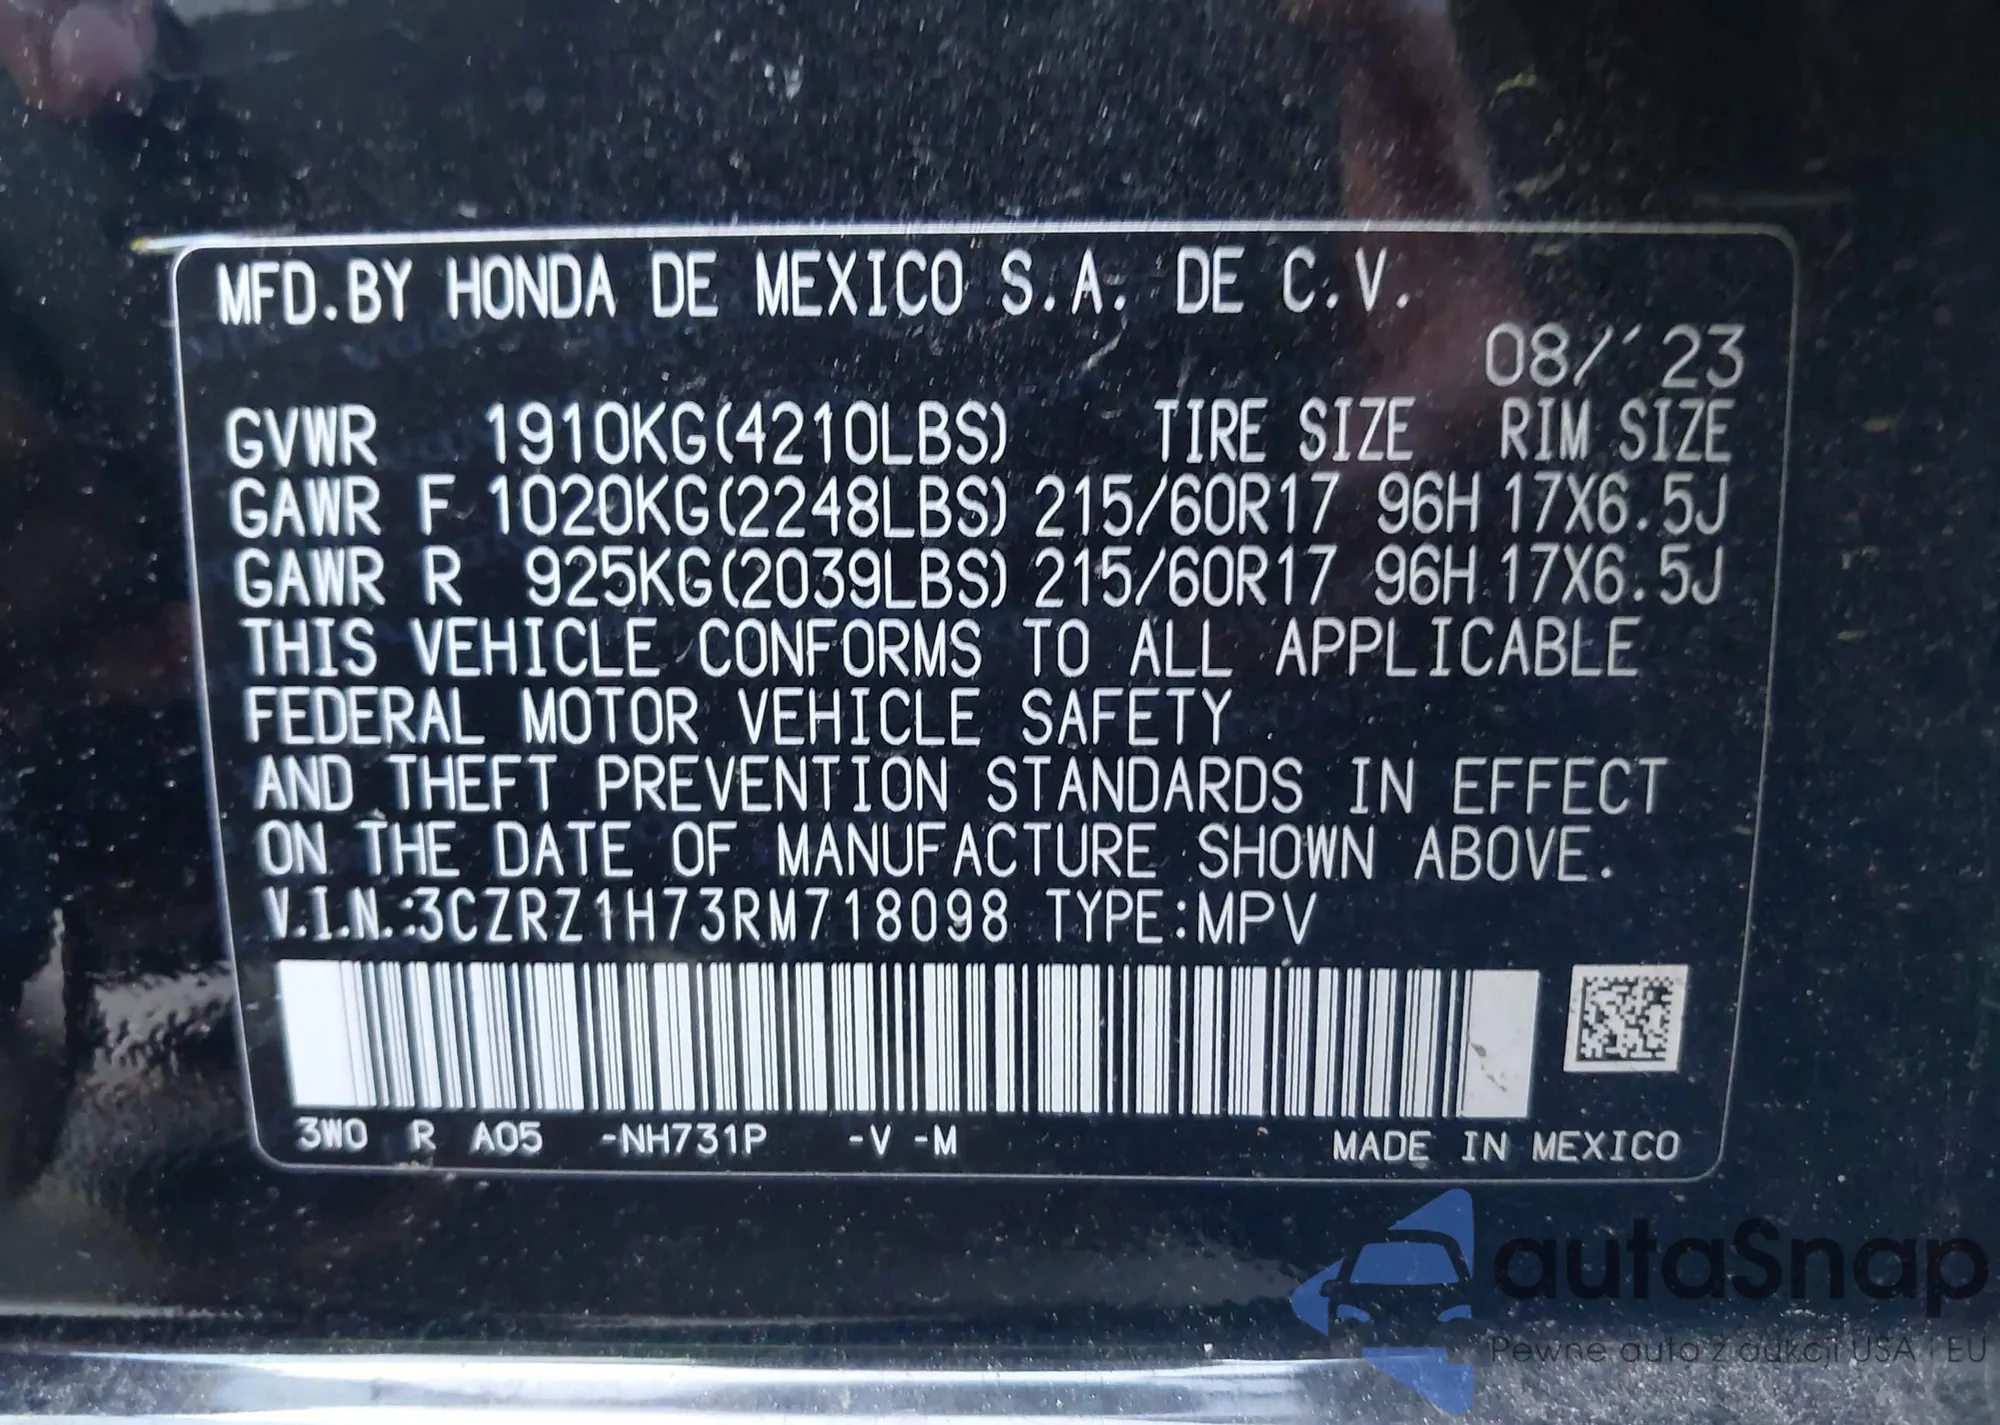 MFD.BY HONDA DE MEXICO S.A. DE C.V.
08/'23
GVWR 1910KG(4210LBS) TIRE SIZE RIM SIZE
GAWR F 1020KG(2248LBS) 215/60R17 96H 17X6.5J
GAWR R 925KG(2039LBS) 215/60R17 96H 17X6.5J
THIS VEHICLE CONFORMS TO ALL APPLICABLE
FEDERAL MOTOR VEHICLE SAFETY
AND THEFT PREVENTION STANDARDS IN EFFECT
ON THE DATE OF MANUFACTURE SHOWN ABOVE.
V.I.N.:3CZRZ1H73RM718098 TYPE:MPV
3W0 R A05 -NH731P -V -M MADE IN MEXICO
autaSnap
Pewne auta z aukcji USA i EU